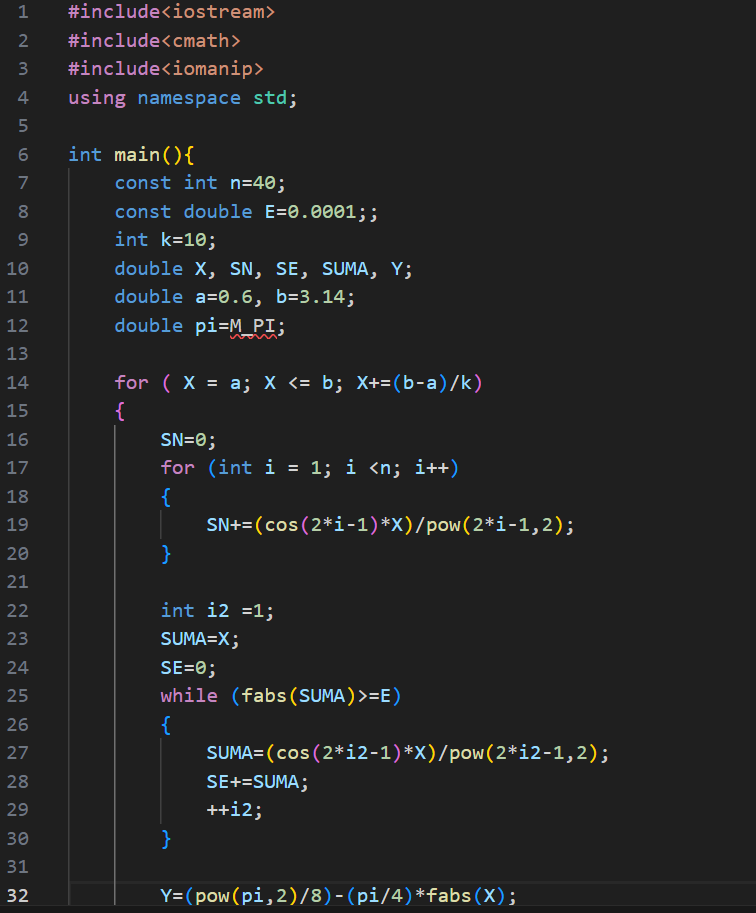 1 #include<iostream>
2 #include<cmath>
3 #include<iomanip>
4 using namespace std;
5
6 int main(){
7     const int n=40;
8     const double E=0.0001;;
9     int k=10;
10     double X, SN, SE, SUMA, Y;
11     double a=0.6, b=3.14;
12     double pi=M_PI;
13
14     for ( X = a; X <= b; X+=(b-a)/k)
15     {
16         SN=0;
17         for (int i = 1; i <n; i++)
18         {
19             SN+=(cos(2*i-1)*X)/pow(2*i-1,2);
20         }
21
22         int i2 =1;
23         SUMA=X;
24         SE=0;
25         while (fabs(SUMA)>=E)
26         {
27             SUMA=(cos(2*i2-1)*X)/pow(2*i2-1,2);
28             SE+=SUMA;
29             ++i2;
30         }
31
32         Y=(pow(pi,2)/8)-(pi/4)*fabs(X);